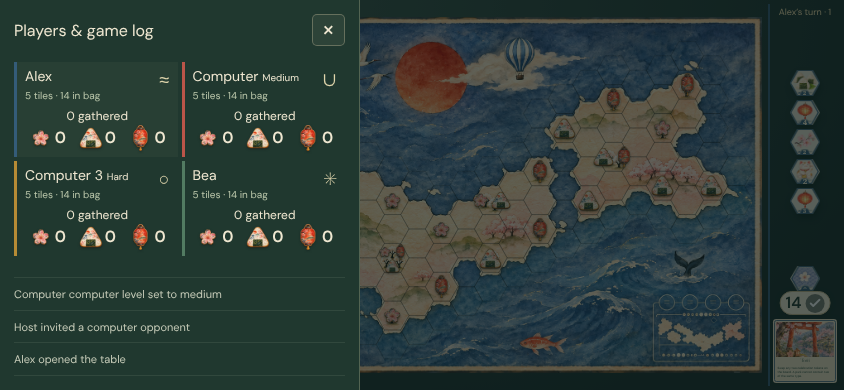 Players & game log
Alex
5 tiles · 14 in bag
0 gathered
0 0 0
Computer Medium
5 tiles · 14 in bag
0 gathered
0 0 0
Computer 3 Hard
5 tiles · 14 in bag
0 gathered
0 0 0
Bea
5 tiles · 14 in bag
0 gathered
0 0 0
Computer computer level set to medium
Host invited a computer opponent
Alex opened the table
Alex's turn · 1
14